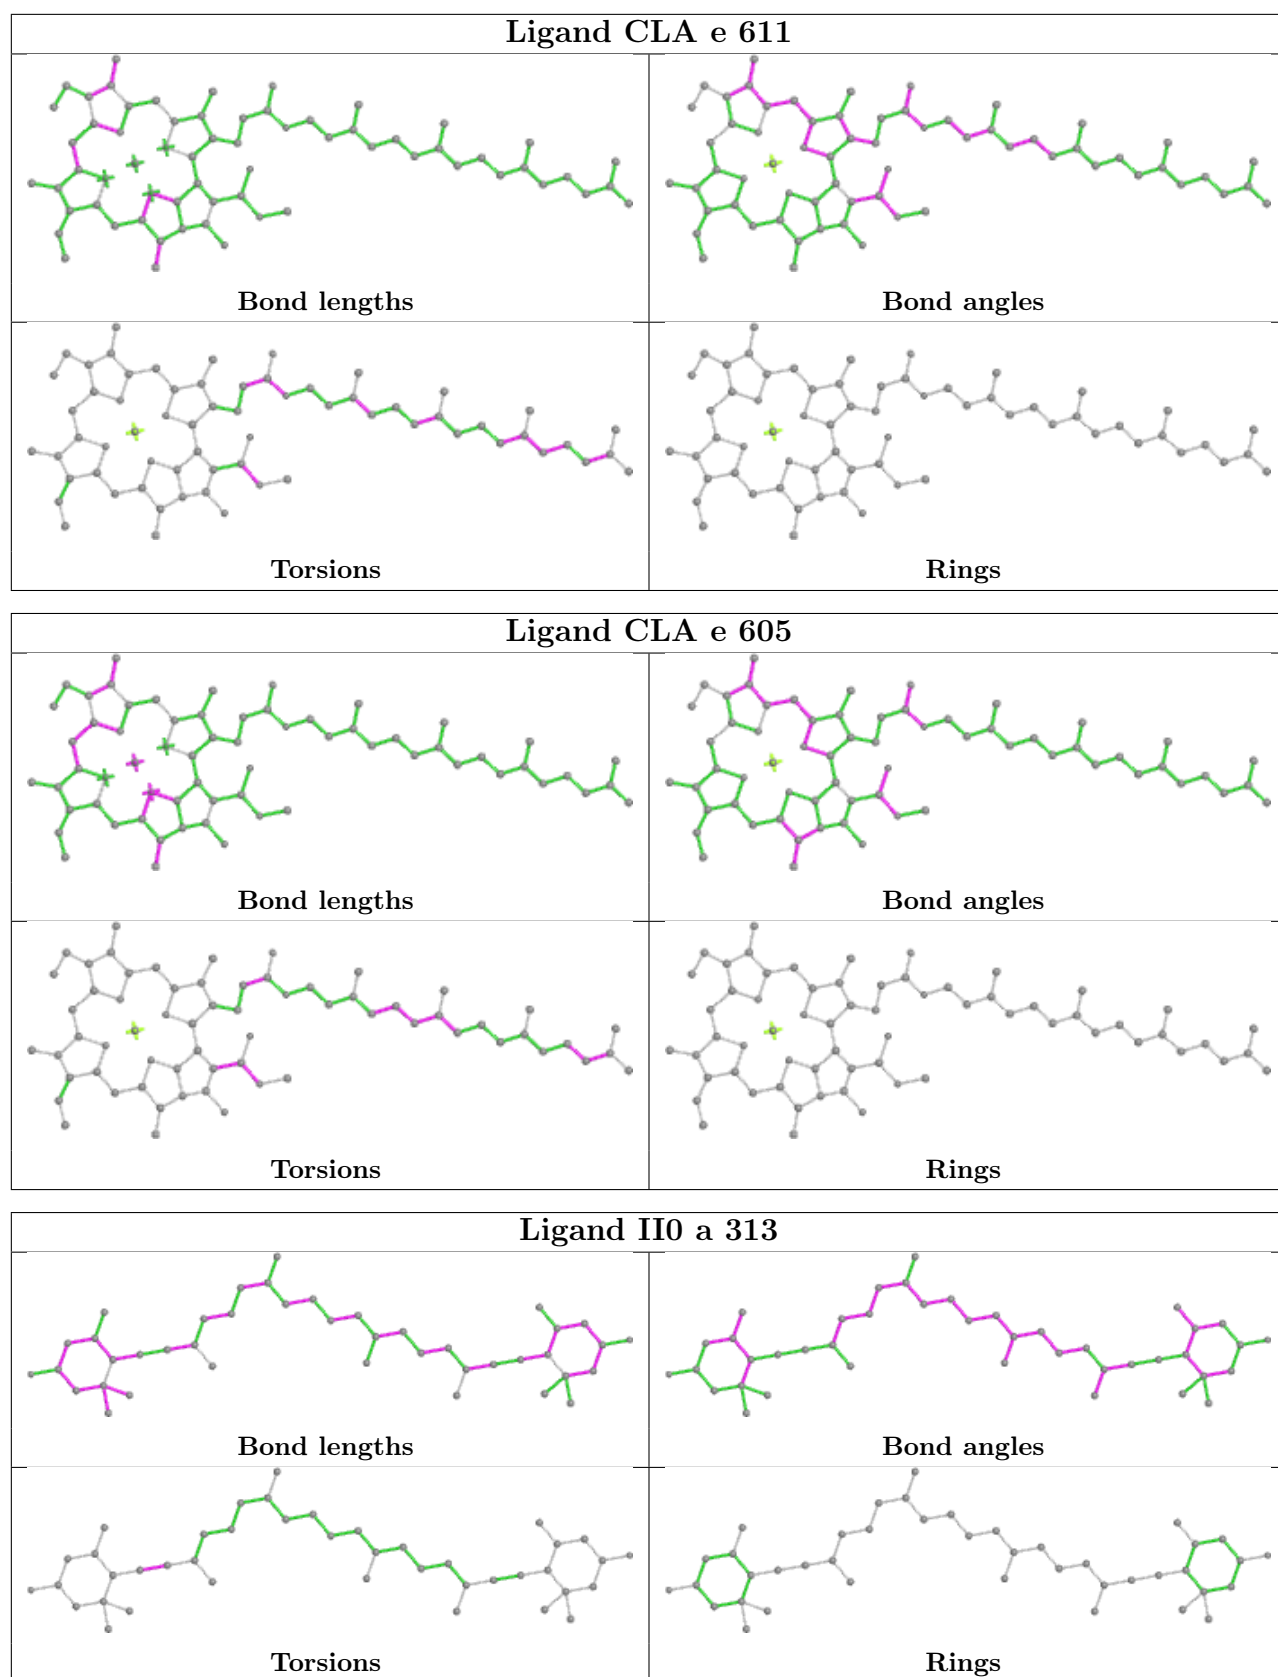 Ligand CLA e 611
Bond lengths
Bond angles
Torsions
Rings
Ligand CLA e 605
Bond lengths
Bond angles
Torsions
Rings
Ligand II0 a 313
Bond lengths
Bond angles
Torsions
Rings